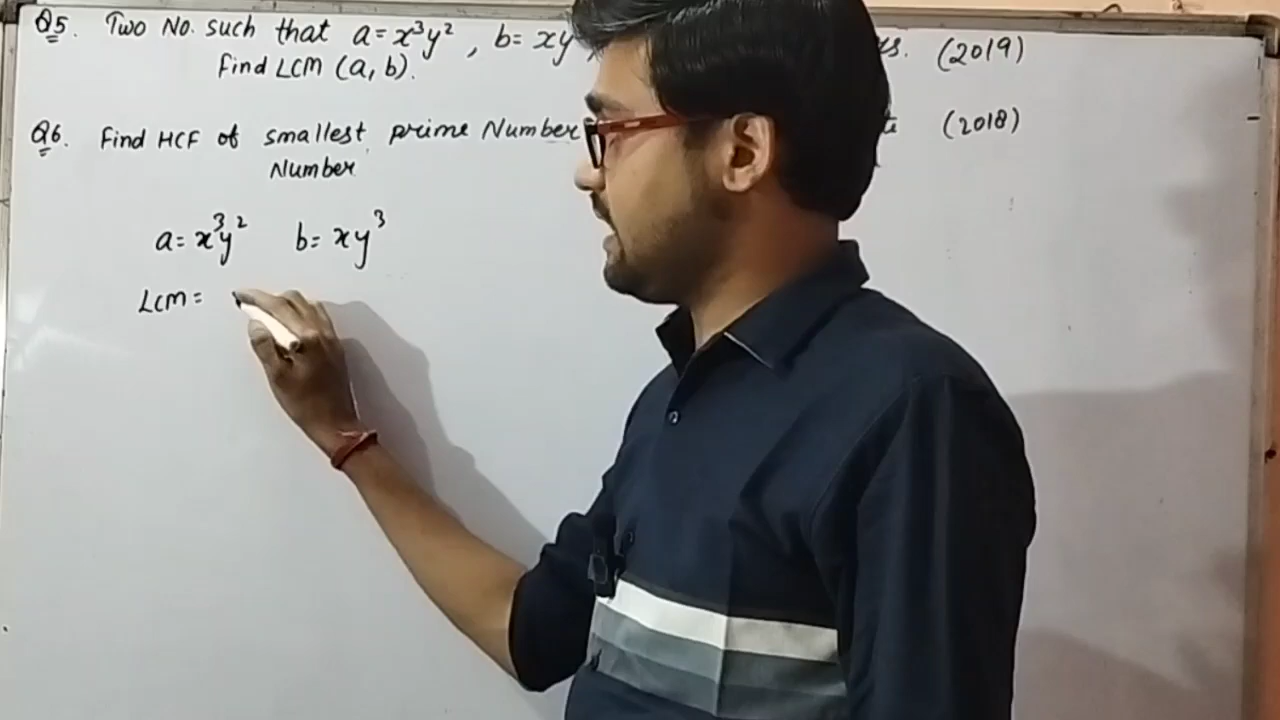 Q5. Two No. such that a = x³y² , b = xy (2019)
find LCM (a, b).
Q6. Find HCF of smallest prime Number (2018)
Number
a = x³y² b = xy³
LCM =